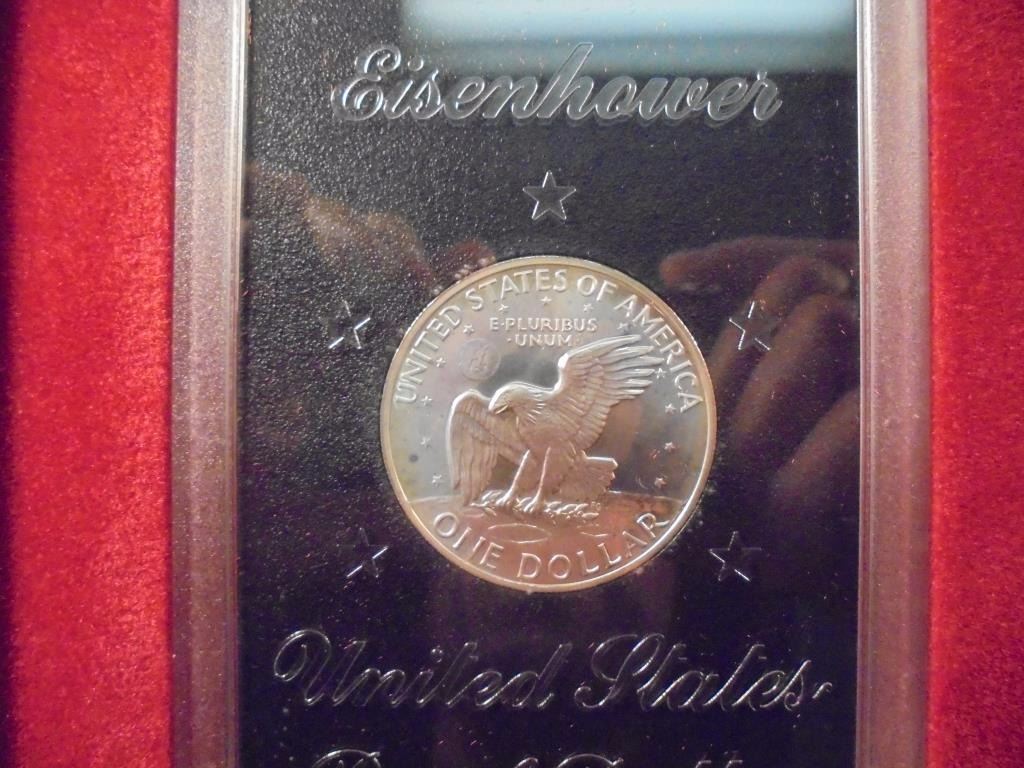 Eisenhower
UNITED STATES OF AMERICA
E·PLURIBUS
·UNUM·
ONE DOLLAR
United States